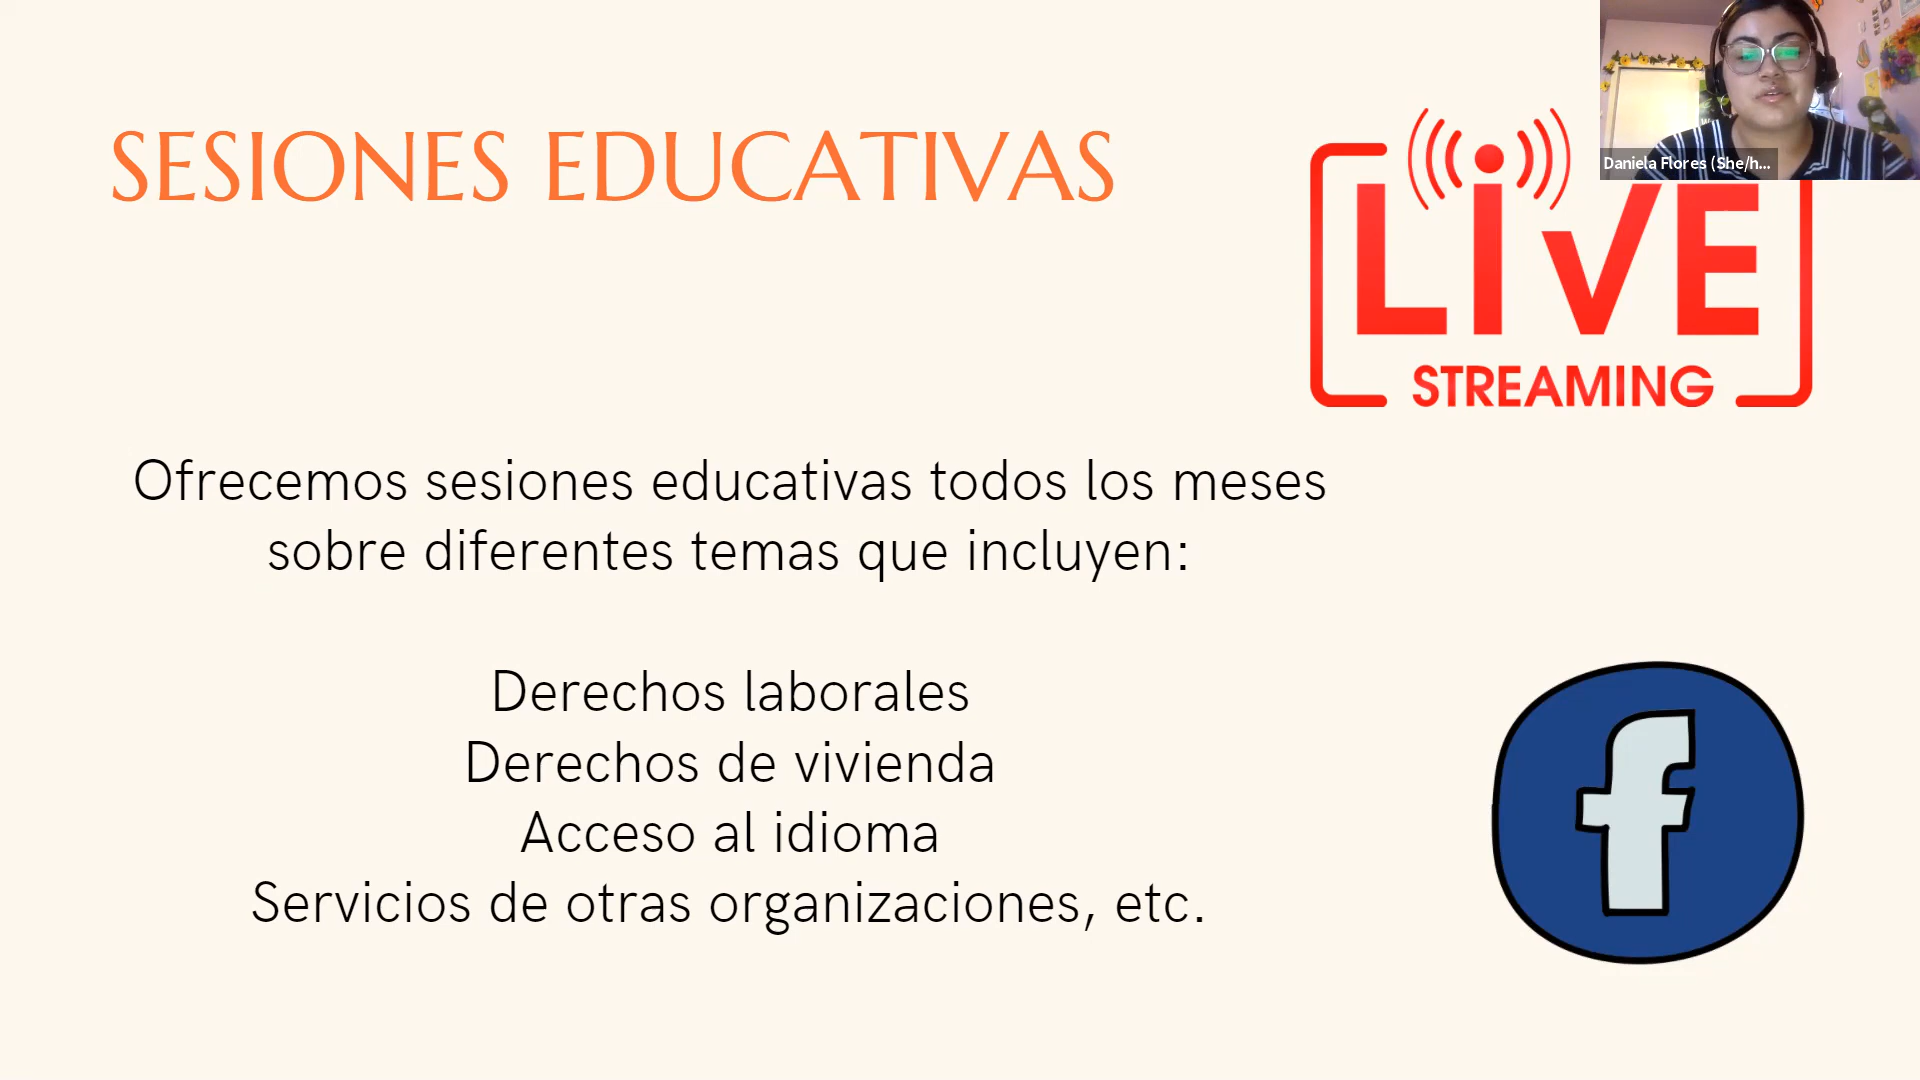 SESIONES EDUCATIVAS
LiVE
STREAMING
Daniela Flores (She/h...
Ofrecemos sesiones educativas todos los meses
sobre diferentes temas que incluyen:
Derechos laborales
Derechos de vivienda
Acceso al idioma
Servicios de otras organizaciones, etc.
f